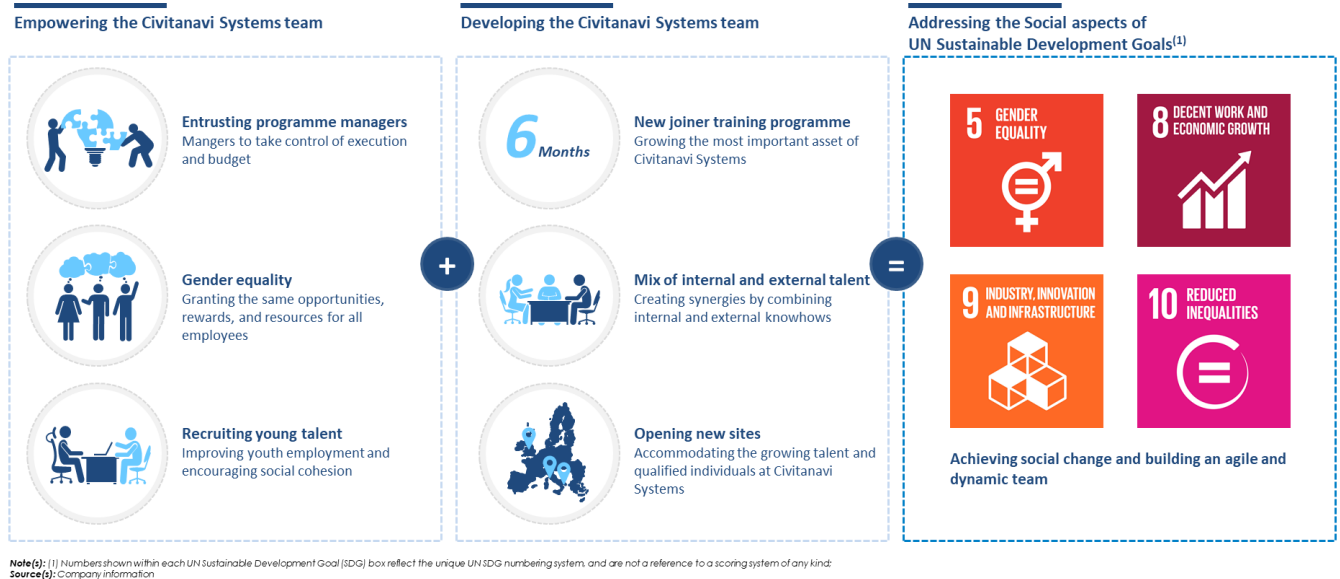 Empowering the Civitanavi Systems team
Entrusting programme managers
Mangers to take control of execution
and budget
Gender equality
Granting the same opportunities,
rewards, and resources for all
employees
Recruiting young talent
Improving youth employment and
encouraging social cohesion
+
Developing the Civitanavi Systems team
6 Months
New joiner training programme
Growing the most important asset of
Civitanavi Systems
Mix of internal and external talent
Creating synergies by combining
internal and external knowhows
Opening new sites
Accommodating the growing talent and
qualified individuals at Civitanavi
Systems
=
Addressing the Social aspects of
UN Sustainable Development Goals(1)
5 GENDER
EQUALITY
8 DECENT WORK AND
ECONOMIC GROWTH
9 INDUSTRY, INNOVATION
AND INFRASTRUCTURE
10 REDUCED
INEQUALITIES
Achieving social change and building an agile and
dynamic team
Note(s): (1) Numbers shown within each UN Sustainable Development Goal (SDG) box reflect the unique UN SDG numbering system, and are not a reference to a scoring system of any kind;
Source(s): Company information